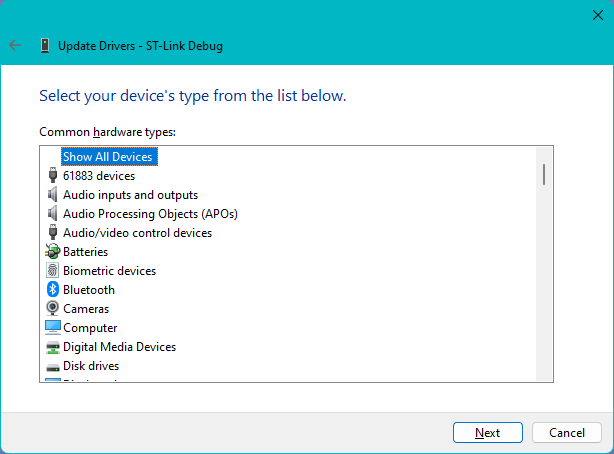 Update Drivers - ST-Link Debug
Select your device's type from the list below.
Common hardware types:
Show All Devices
61883 devices
Audio inputs and outputs
Audio Processing Objects (APOs)
Audio/video control devices
Batteries
Biometric devices
Bluetooth
Cameras
Computer
Digital Media Devices
Disk drives
Next
Cancel